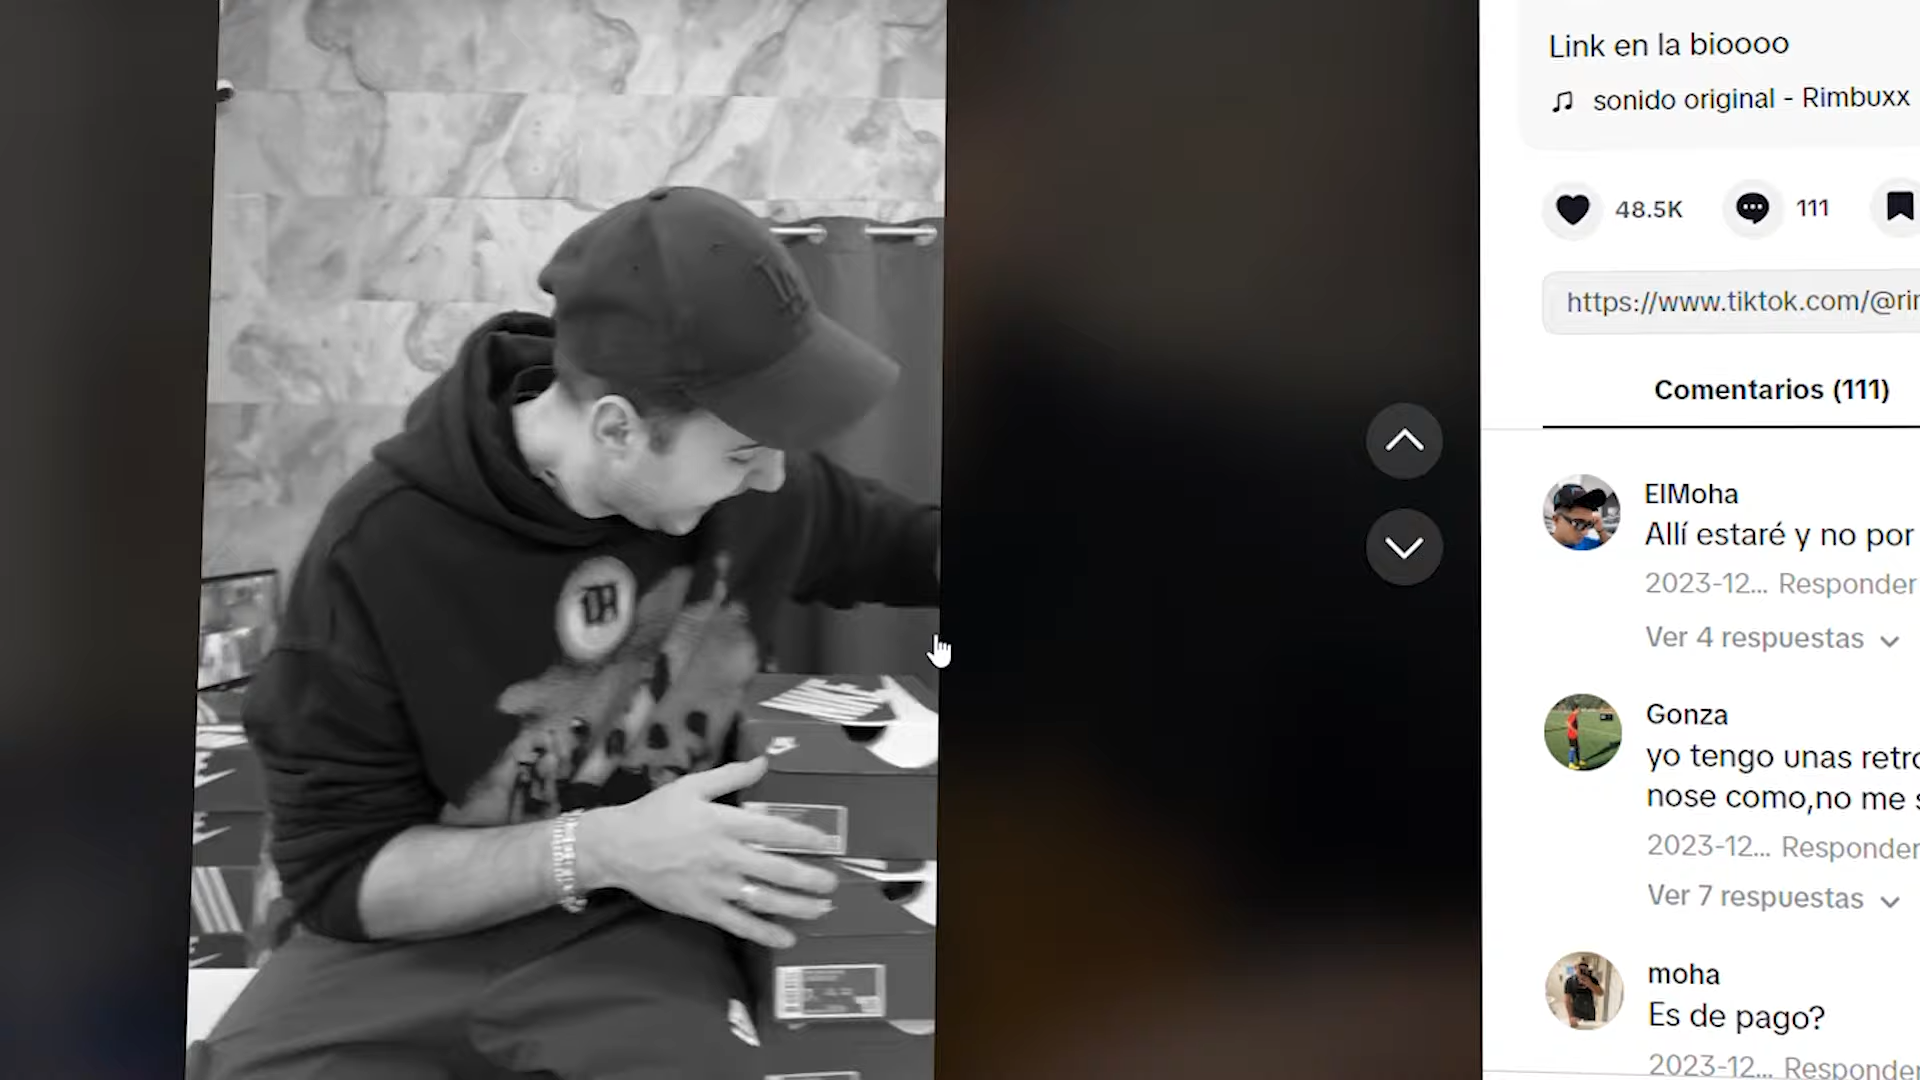 Link en la bioooo
sonido original - Rimbuxx
48.5K
111
https://www.tiktok.com/@rim
Comentarios (111)
ElMoha
Allí estaré y no por
2023-12... Responder
Ver 4 respuestas
Gonza
yo tengo unas retro
nose como,no me s
2023-12... Responder
Ver 7 respuestas
moha
Es de pago?
2023-12... Responder